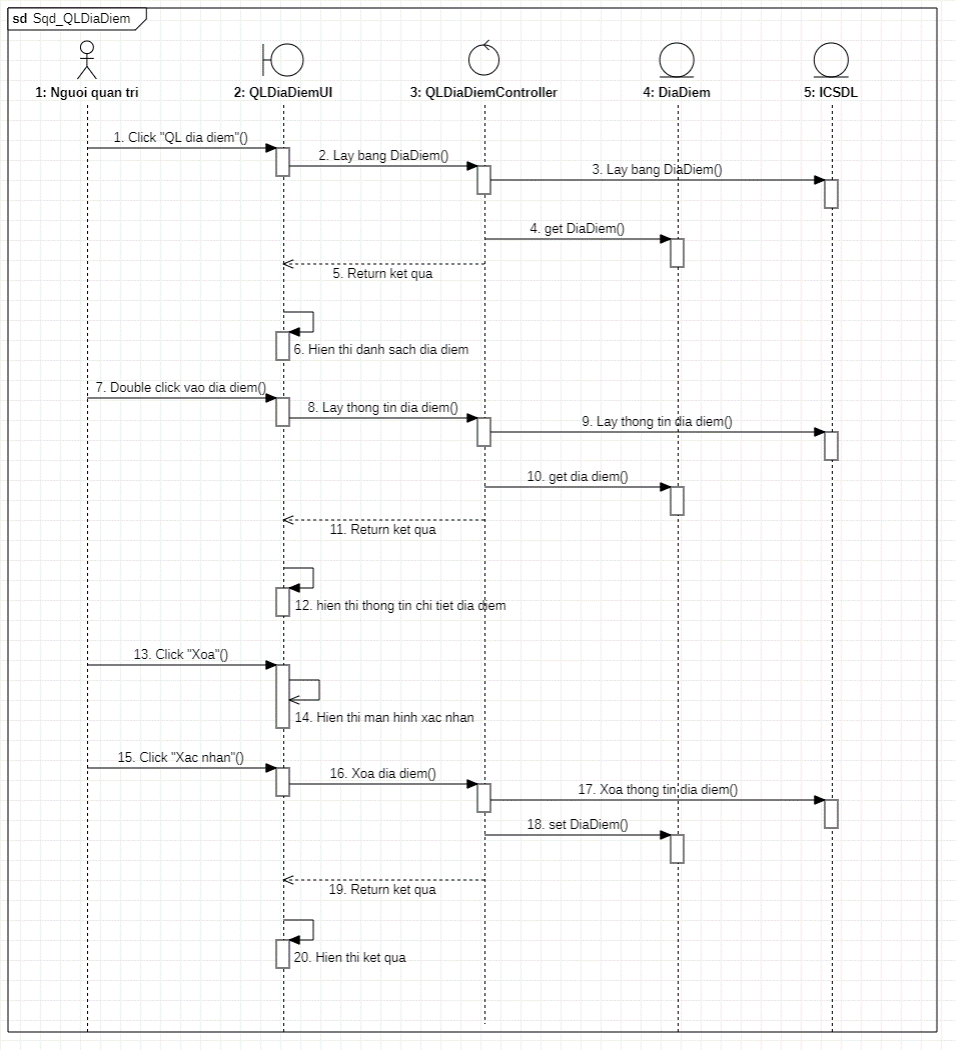 sd Sqd_QLDiaDiem
1: Nguoi quan tri
2: QLDiaDiemUI
3: QLDiaDiemController
4: DiaDiem
5: ICSDL
1. Click "QL dia diem"()
2. Lay bang DiaDiem()
3. Lay bang DiaDiem()
4. get DiaDiem()
5. Return ket qua
6. Hien thi danh sach dia diem
7. Double click vao dia diem()
8. Lay thong tin dia diem()
9. Lay thong tin dia diem()
10. get dia diem()
11. Return ket qua
12. hien thi thong tin chi tiet dia diem
13. Click "Xoa"()
14. Hien thi man hinh xac nhan
15. Click "Xac nhan"()
16. Xoa dia diem()
17. Xoa thong tin dia diem()
18. set DiaDiem()
19. Return ket qua
20. Hien thi ket qua